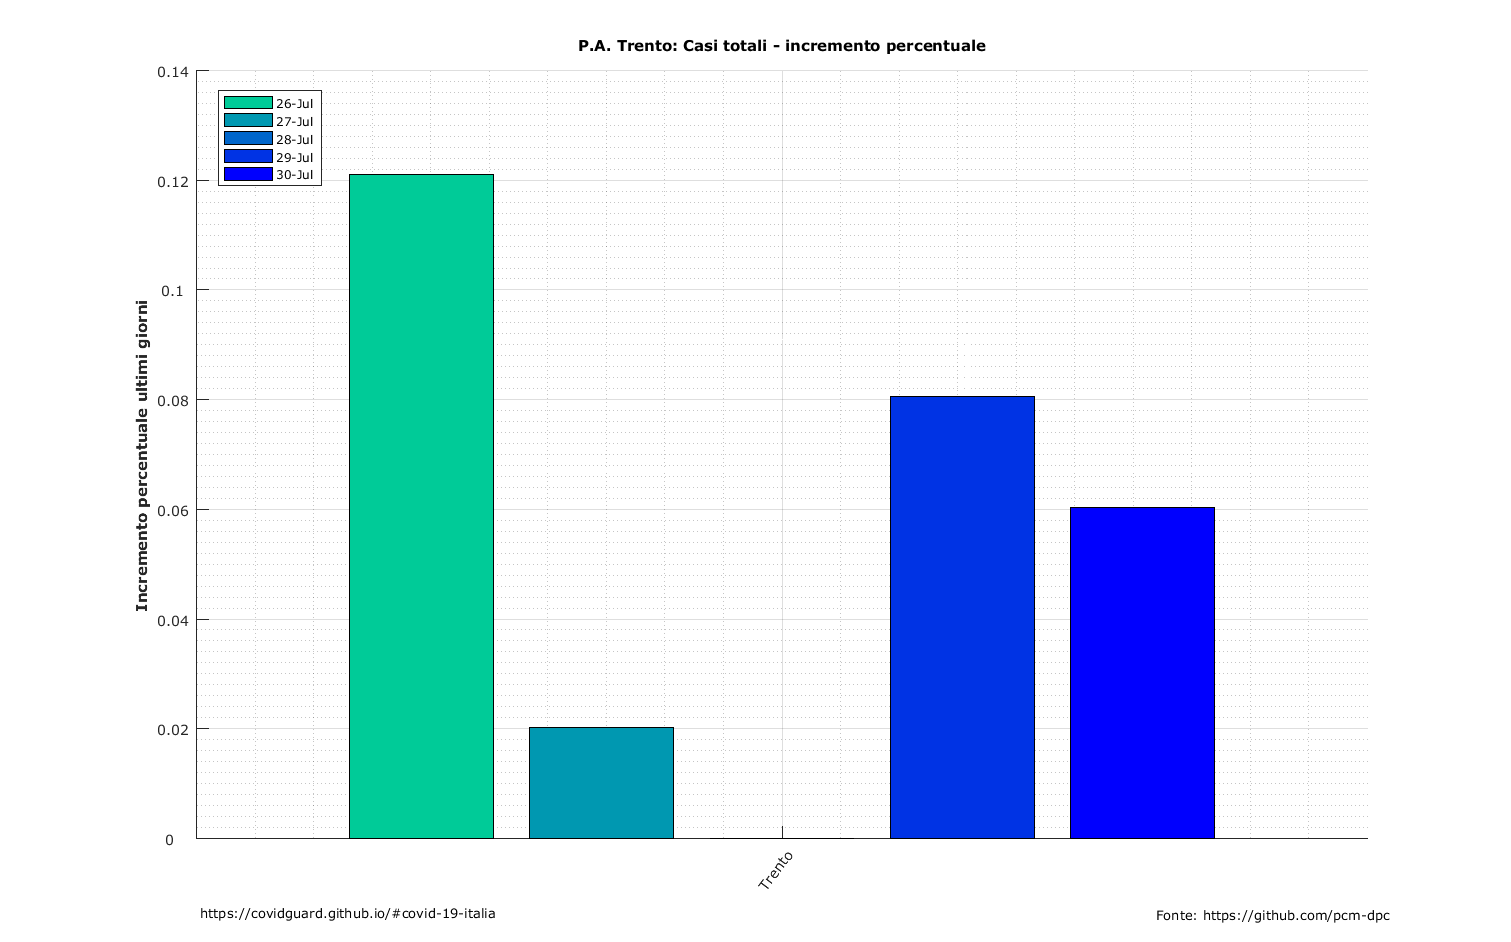 P.A. Trento: Casi totali - incremento percentuale
0.14
0.12
0.1
0.08
0.06
0.04
0.02
0
26-Jul
27-Jul
28-Jul
29-Jul
30-Jul
Incremento percentuale ultimi giorni
Trento
https://covidguard.github.io/#covid-19-italia
Fonte: https://github.com/pcm-dpc